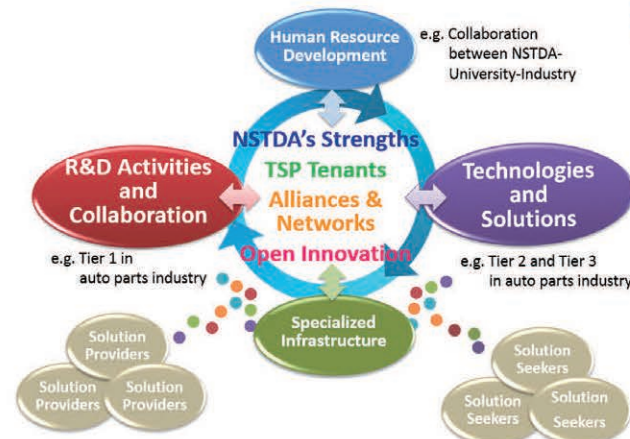 Human Resource
Development
e.g. Collaboration
between NSTDA-
University-Industry
NSTDA's Strengths
TSP Tenants
Alliances &
Networks
Open Innovation
R&D Activities
and
Collaboration
Technologies
and
Solutions
e.g. Tier 1 in
auto parts industry
e.g. Tier 2 and Tier 3
in auto parts industry
Specialized
Infrastructure
Solution
Providers
Solution
Providers
Solution
Providers
Solution
Seekers
Solution
Seekers
Solution
Seekers